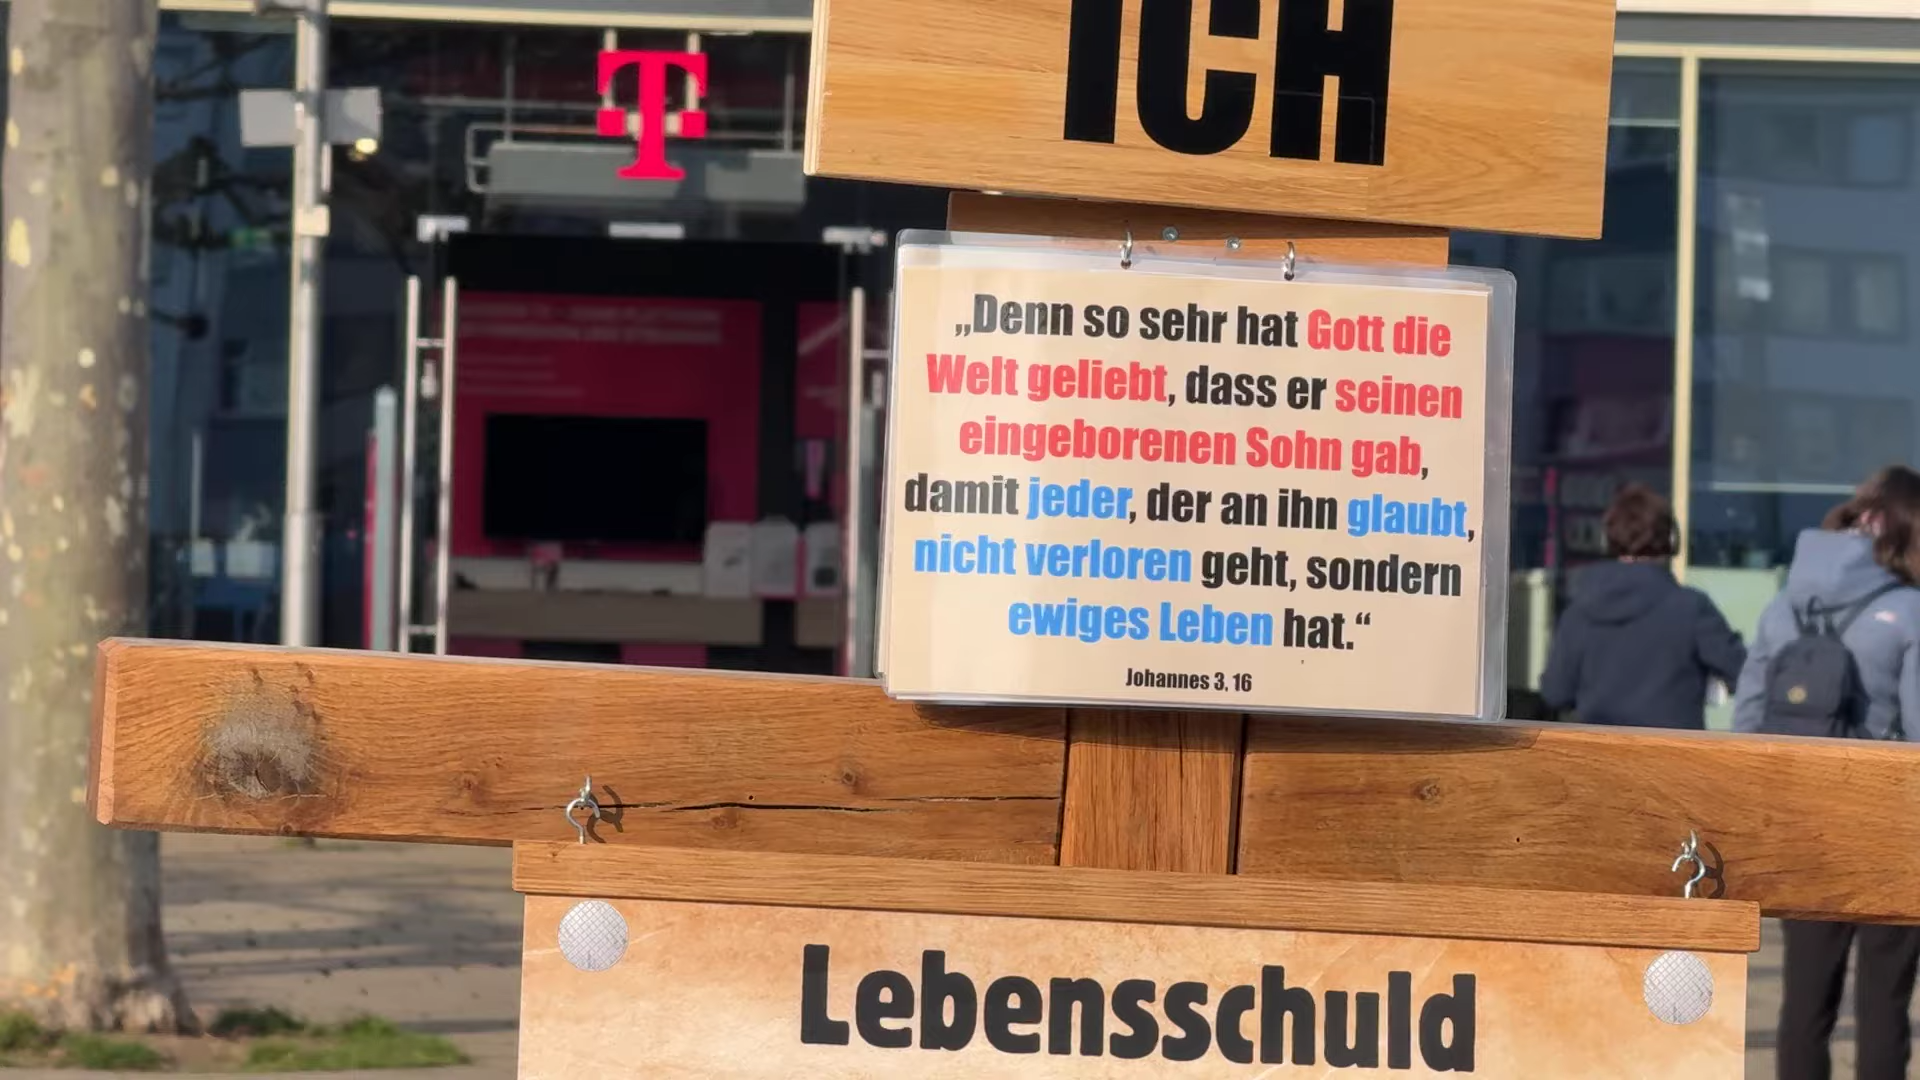 ICH
T
„Denn so sehr hat Gott die
Welt geliebt, dass er seinen
eingeborenen Sohn gab,
damit jeder, der an ihn glaubt,
nicht verloren geht, sondern
ewiges Leben hat.“
Johannes 3, 16
Lebensschuld